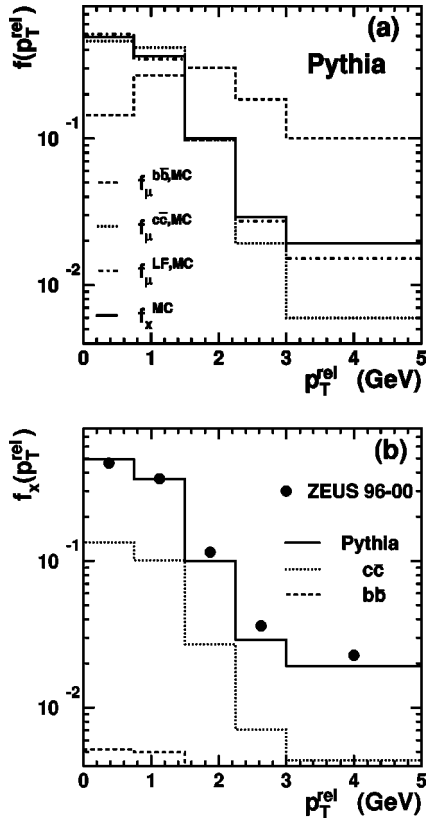 (a)
Pythia
f(p_T^rel)
10^-1
10^-2
f_μ^bb̄,MC
f_μ^cc̄,MC
f_μ^LF,MC
f_x^MC
0 1 2 3 4 5
p_T^rel (GeV)
(b)
ZEUS 96-00
Pythia
cc̄
bb̄
f_x(p_T^rel)
10^-1
10^-2
0 1 2 3 4 5
p_T^rel (GeV)